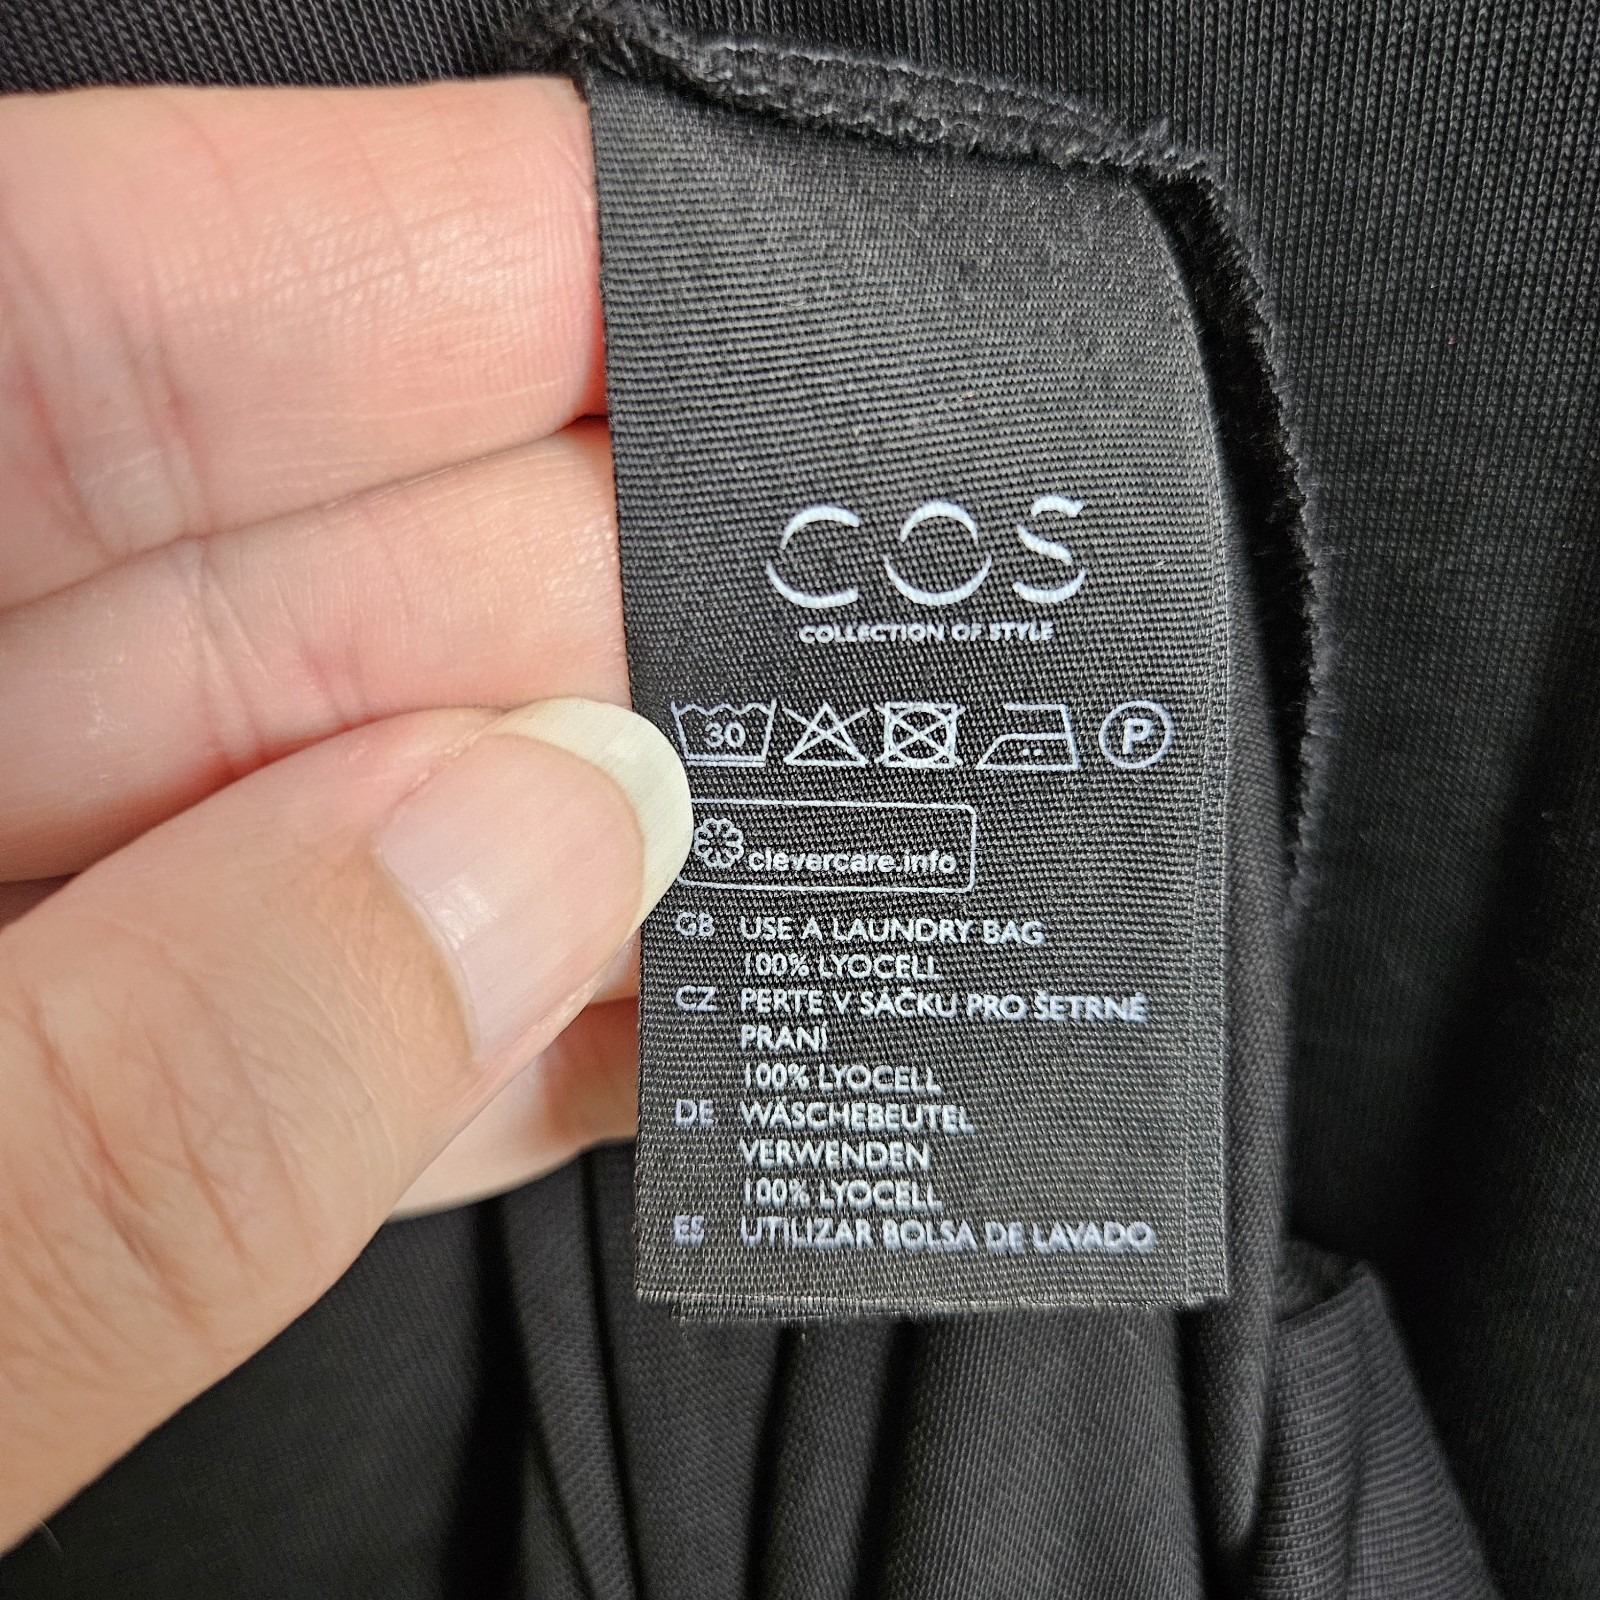 COS
COLLECTION OF STYLE
30
P
clevercare.info
GB USE A LAUNDRY BAG
100% LYOCELL
CZ PERTE V SÁČKU PRO ŠETRNÉ
PRANÍ
100% LYOCELL
DE WÄSCHEBEUTEL
VERWENDEN
100% LYOCELL
ES UTILIZAR BOLSA DE LAVADO